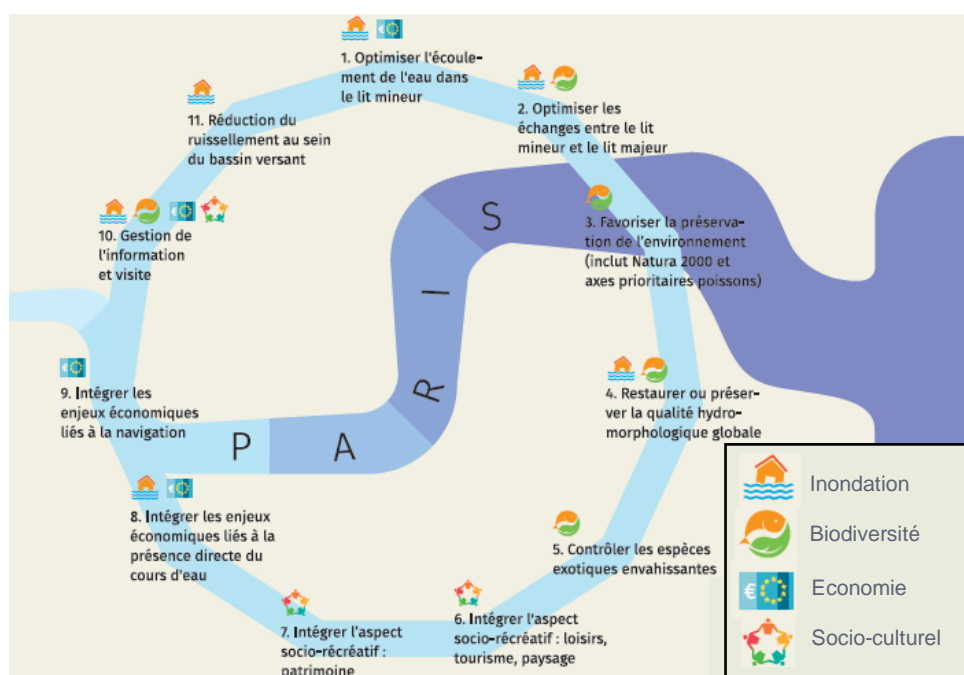 1. Optimiser l'écoule-
ment de l'eau dans
le lit mineur
2. Optimiser les
échanges entre le lit
mineur et le lit majeur
3. Favoriser la préserva-
tion de l'environnement
(inclut Natura 2000 et
axes prioritaires poissons)
4. Restaurer ou préser-
ver la qualité hydro-
morphologique globale
5. Contrôler les espèces
exotiques envahissantes
6. Intégrer l'aspect
socio-récréatif : loisirs,
tourisme, paysage
7. Intégrer l'aspect
socio-récréatif :
patrimoine
8. Intégrer les enjeux
économiques liés à la
présence directe du
cours d'eau
9. Intégrer les
enjeux économiques
liés à la navigation
10. Gestion de
l'information
et visite
11. Réduction du
ruissellement au sein
du bassin versant
P A R I S
Inondation
Biodiversité
€ Economie
Socio-culturel